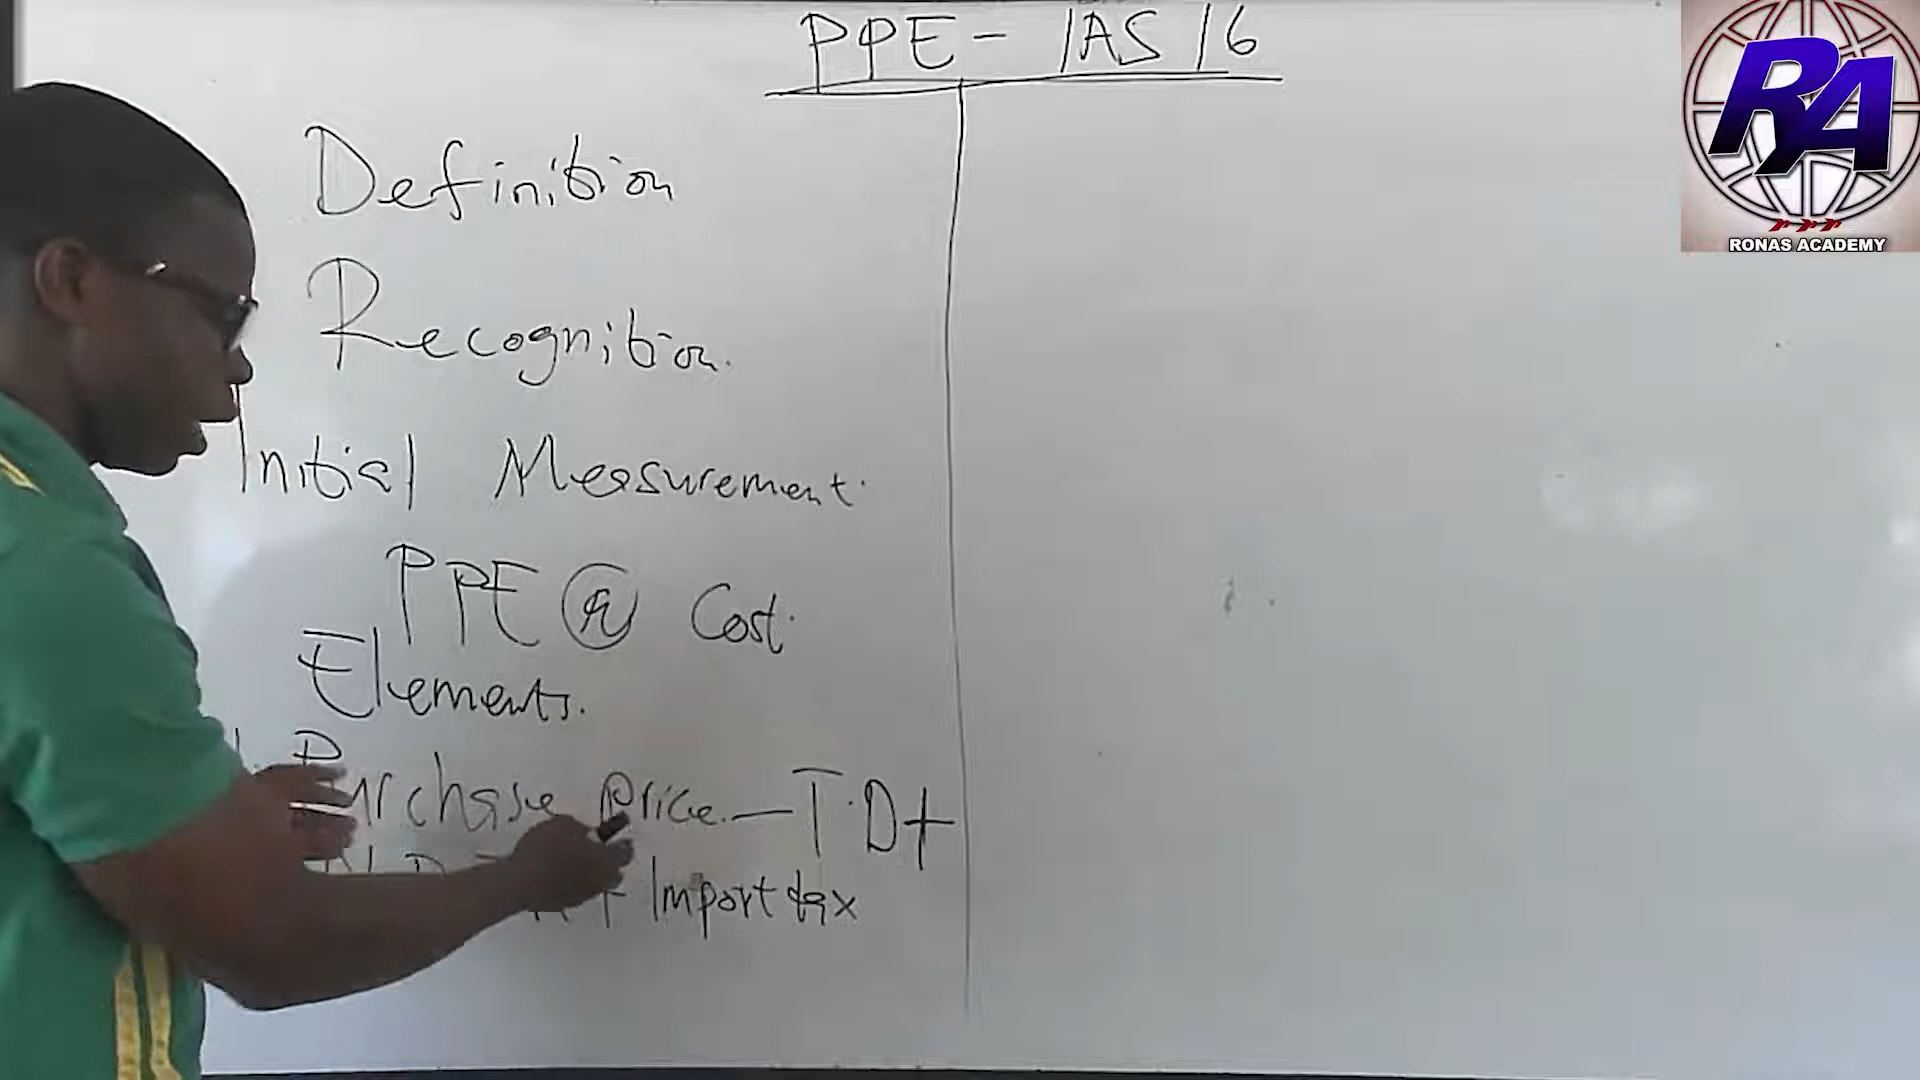 PPE - IAS 16
Definition
Recognition.
Initial Measurement.
PPE @ Cost.
Elements.
Purchase price. - T.D +
+ Import tax
RA
RONAS ACADEMY